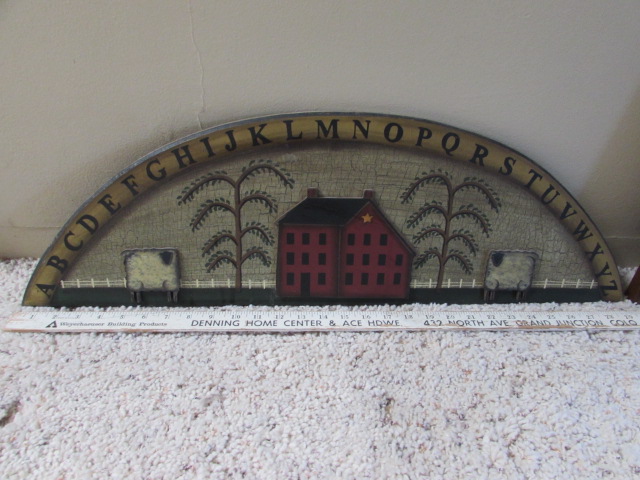 ABCDEFGHIJKLMNOPQRSTUVWXYZ
Weyerhaeuser Building Products DENNING HOME CENTER & ACE HDWE 432 NORTH AVE GRAND JUNCTION, COLO